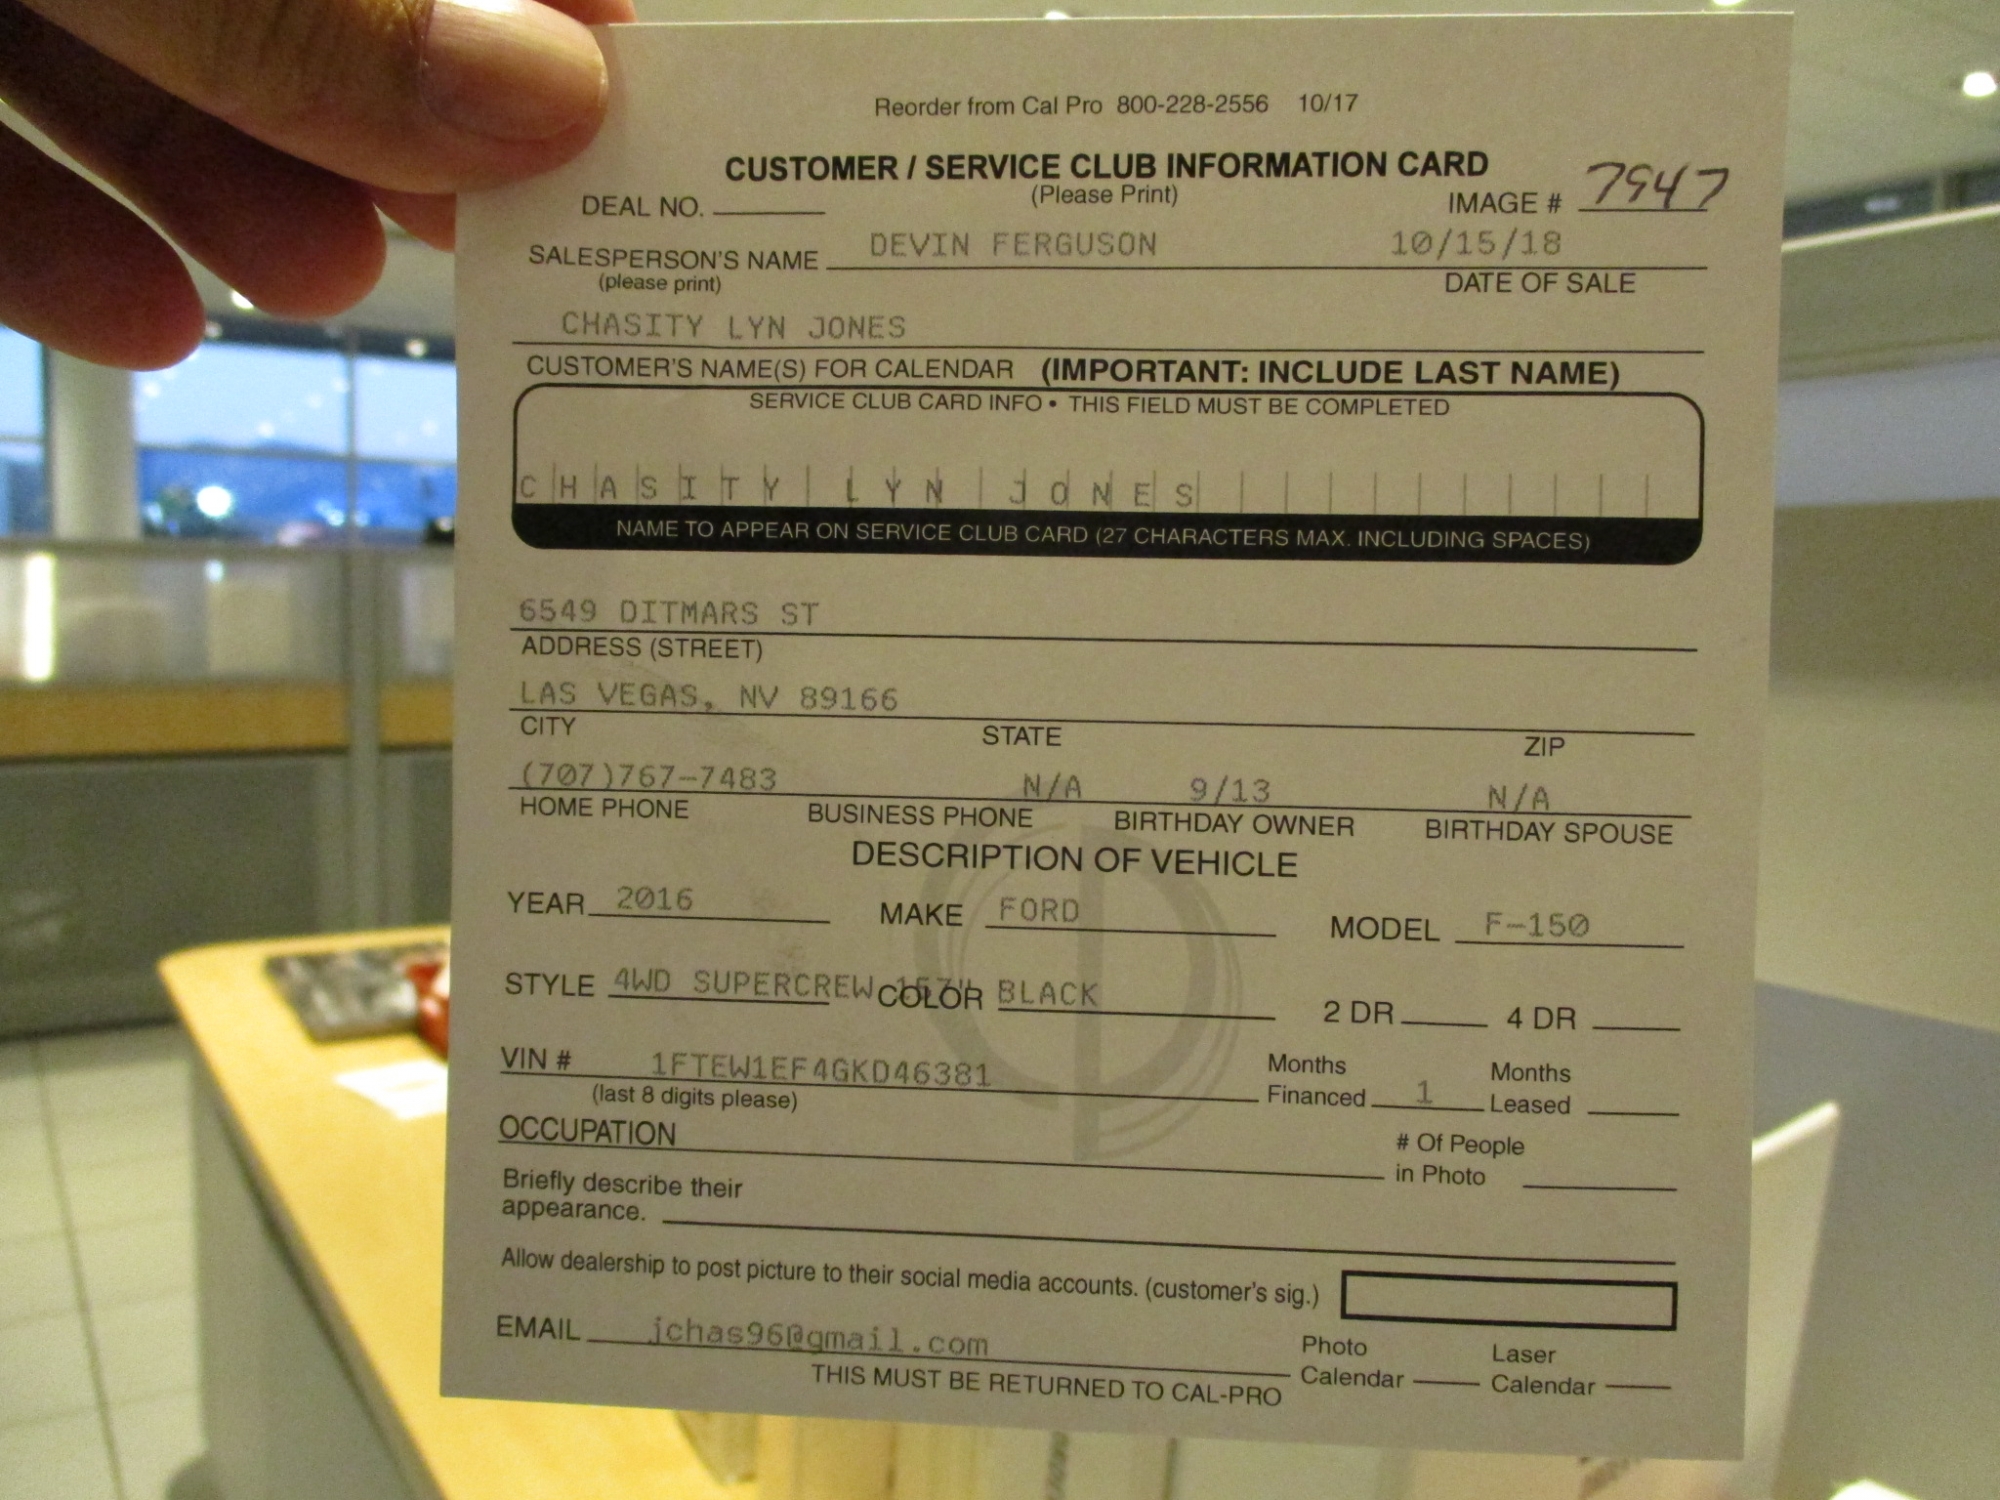 Reorder from Cal Pro 800-228-2556 10/17
CUSTOMER / SERVICE CLUB INFORMATION CARD
(Please Print)
DEAL NO. IMAGE # 7947
SALESPERSON'S NAME DEVIN FERGUSON 10/15/18
(please print) DATE OF SALE
CHASITY LYN JONES
CUSTOMER'S NAME(S) FOR CALENDAR (IMPORTANT: INCLUDE LAST NAME)
SERVICE CLUB CARD INFO • THIS FIELD MUST BE COMPLETED
CHASITY LYN JONES
NAME TO APPEAR ON SERVICE CLUB CARD (27 CHARACTERS MAX. INCLUDING SPACES)
6549 DITMARS ST
ADDRESS (STREET)
LAS VEGAS, NV 89166
CITY STATE ZIP
(707)767-7483 N/A 9/13 N/A
HOME PHONE BUSINESS PHONE BIRTHDAY OWNER BIRTHDAY SPOUSE
DESCRIPTION OF VEHICLE
YEAR 2016 MAKE FORD MODEL F-150
STYLE 4WD SUPERCREW 157" COLOR BLACK 2 DR 4 DR
VIN # 1FTEW1EF4GKD46381 Months Financed 1 Months Leased
(last 8 digits please)
OCCUPATION # Of People in Photo
Briefly describe their
appearance.
Allow dealership to post picture to their social media accounts. (customer's sig.)
EMAIL jchas96@gmail.com Photo Calendar Laser Calendar
THIS MUST BE RETURNED TO CAL-PRO